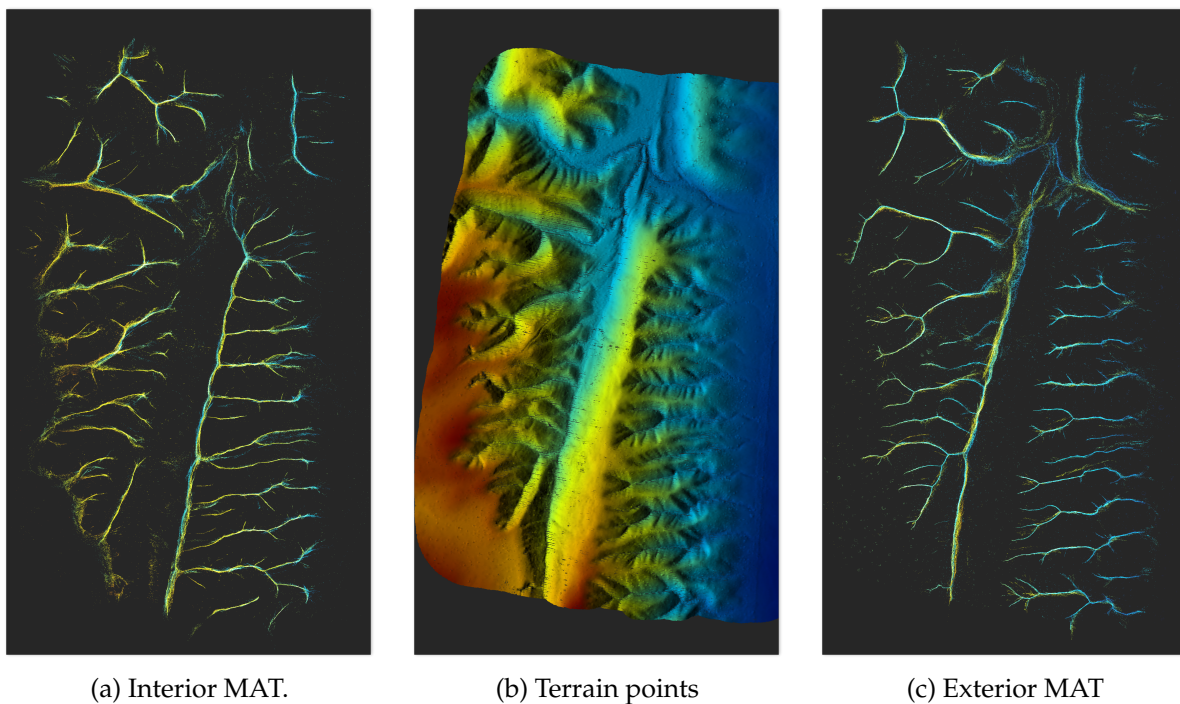 (a) Interior MAT.
(b) Terrain points
(c) Exterior MAT